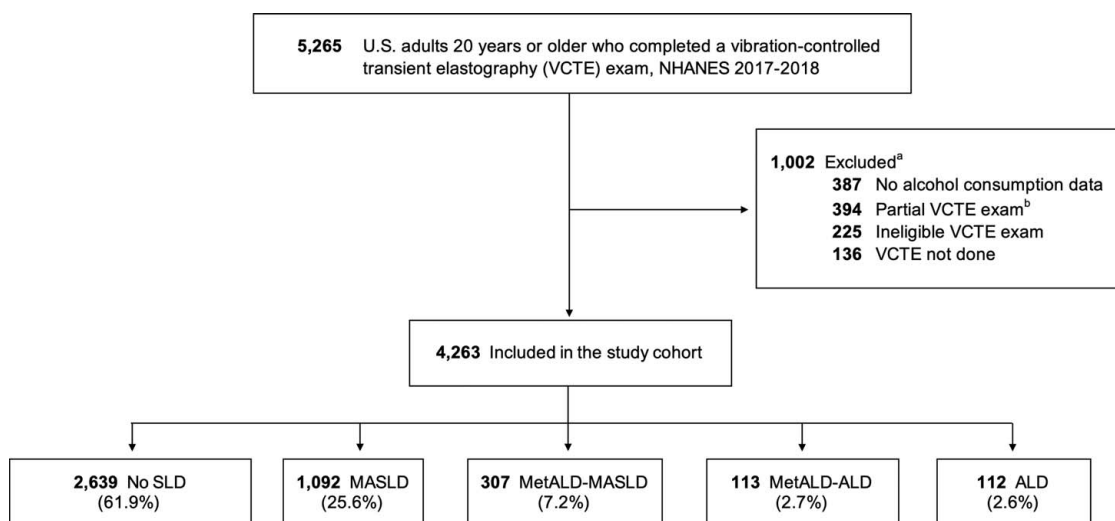 5,265 U.S. adults 20 years or older who completed a vibration-controlled
transient elastography (VCTE) exam, NHANES 2017-2018
1,002 Excludedᵃ
387 No alcohol consumption data
394 Partial VCTE examᵇ
225 Ineligible VCTE exam
136 VCTE not done
4,263 Included in the study cohort
2,639 No SLD
(61.9%)
1,092 MASLD
(25.6%)
307 MetALD-MASLD
(7.2%)
113 MetALD-ALD
(2.7%)
112 ALD
(2.6%)